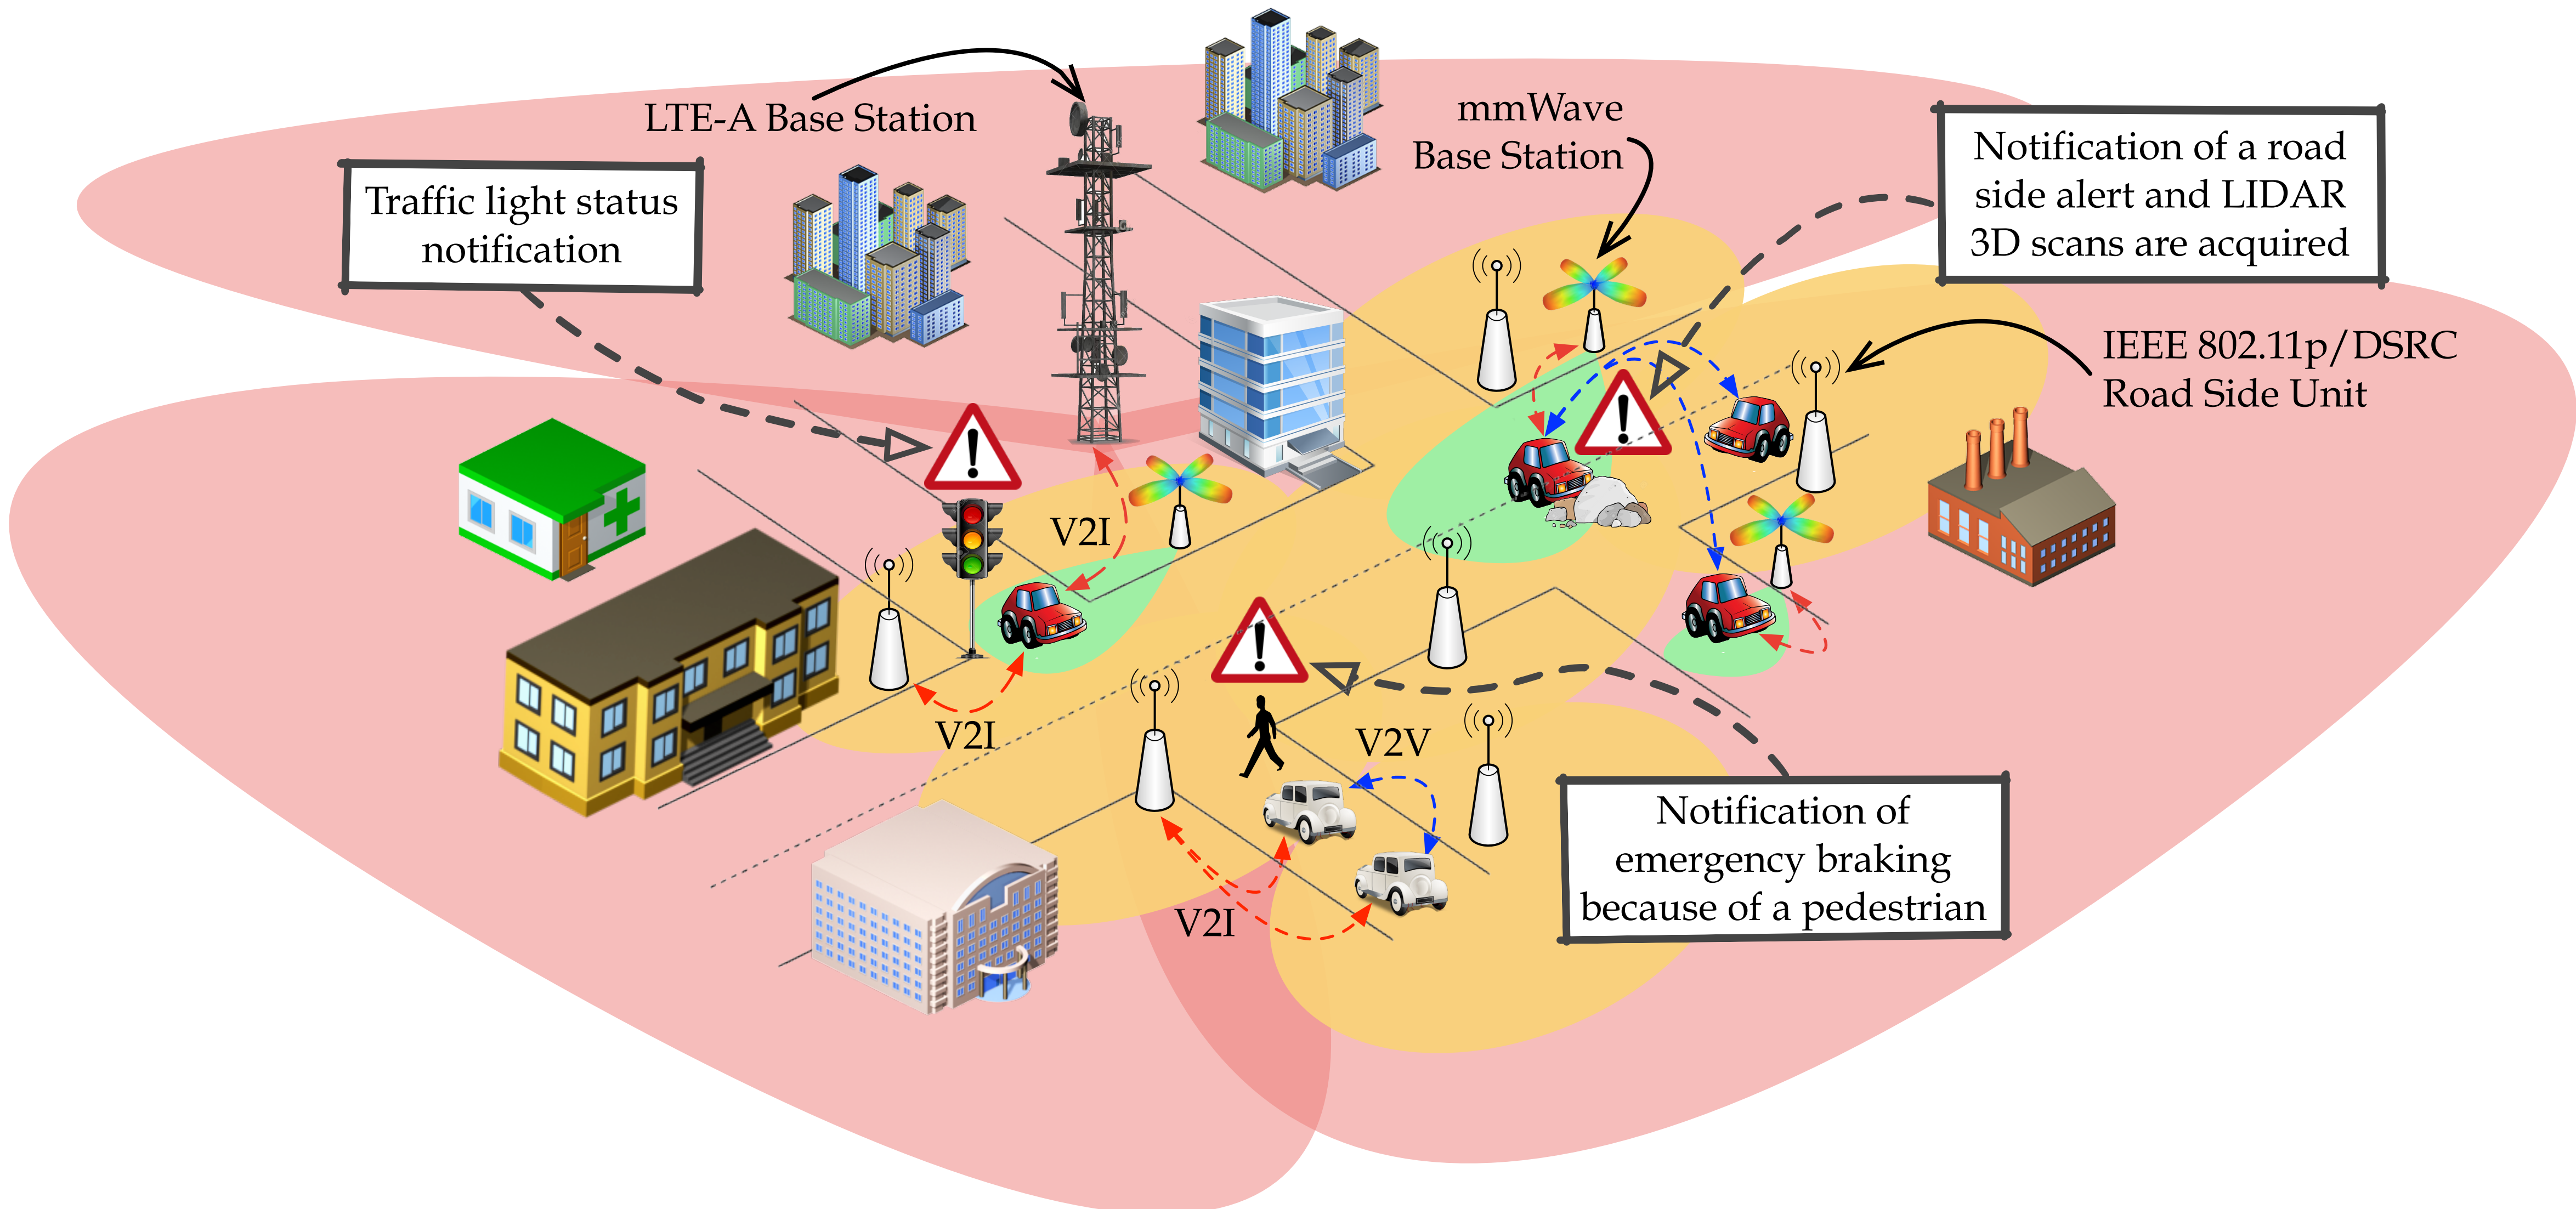 LTE-A Base Station
mmWave
Base Station
Notification of a road
side alert and LIDAR
3D scans are acquired
Traffic light status
notification
IEEE 802.11p/DSRC
Road Side Unit
V2I
V2I
V2V
Notification of
emergency braking
because of a pedestrian
V2I